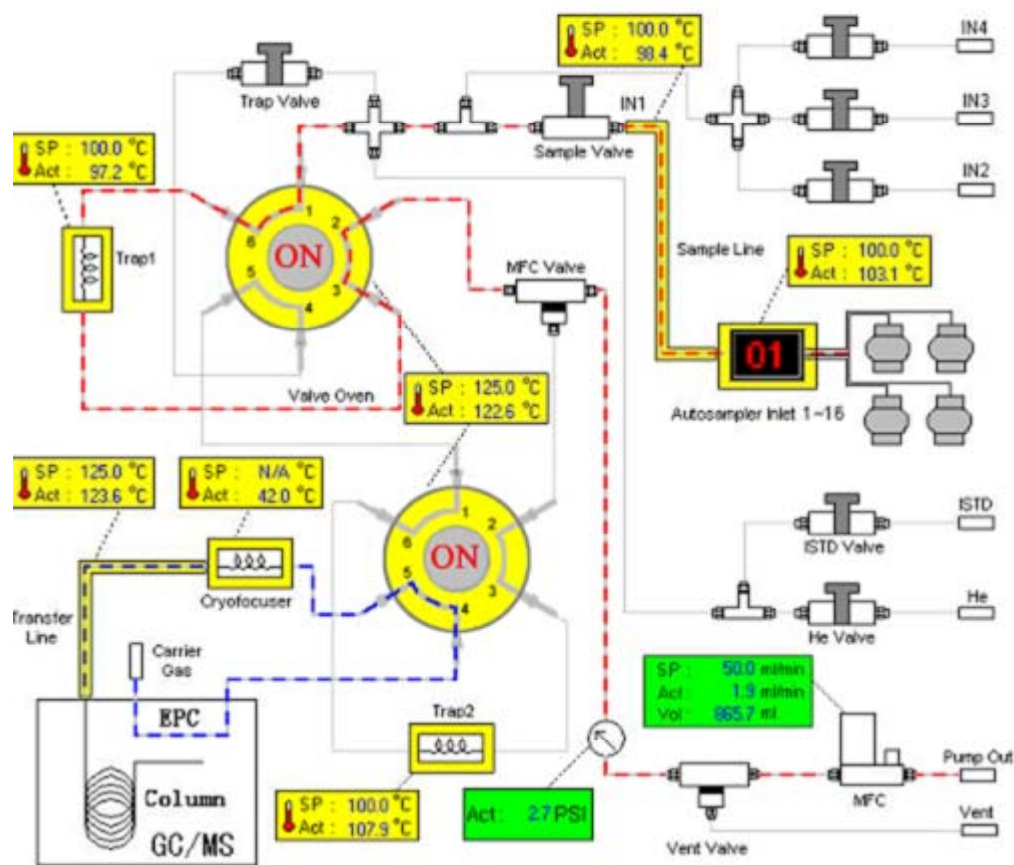 SP : 100.0 °C
Act : 98.4 °C
IN4
Trap Valve
IN1
IN3
Sample Valve
SP : 100.0 °C
Act : 97.2 °C
IN2
1
2
6
ON
Trap1
5
3
4
Sample Line
SP : 100.0 °C
Act : 103.1 °C
MFC Valve
01
Valve Oven
SP : 125.0 °C
Act : 122.6 °C
Autosampler Inlet 1~16
SP : 125.0 °C
Act : 123.6 °C
SP : N/A °C
Act : 42.0 °C
1
2
6
ON
5
3
4
ISTD
ISTD Valve
Cryofocuser
He
Transfer
Line
He Valve
Carrier
Gas
SP : 50.0 ml/min
Act : 1.9 ml/min
Vol : 865.7 ml
EPC
Trap2
Pump Out
Column
MFC
SP : 100.0 °C
Act : 107.9 °C
Act : 2.7 PSI
Vent
GC/MS
Vent Valve